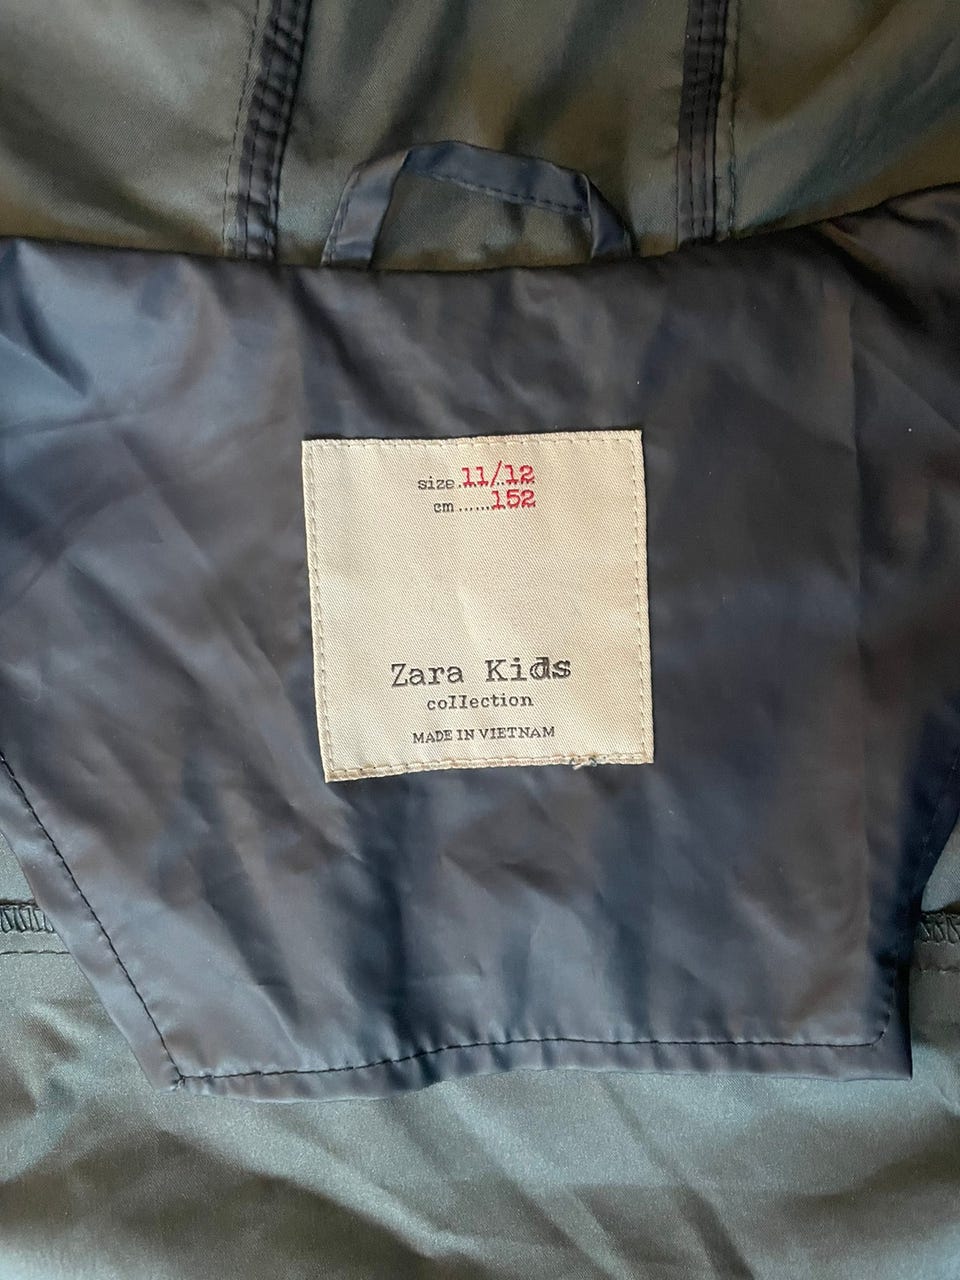 size.11/12
cm......152
Zara Kids
collection
MADE IN VIETNAM